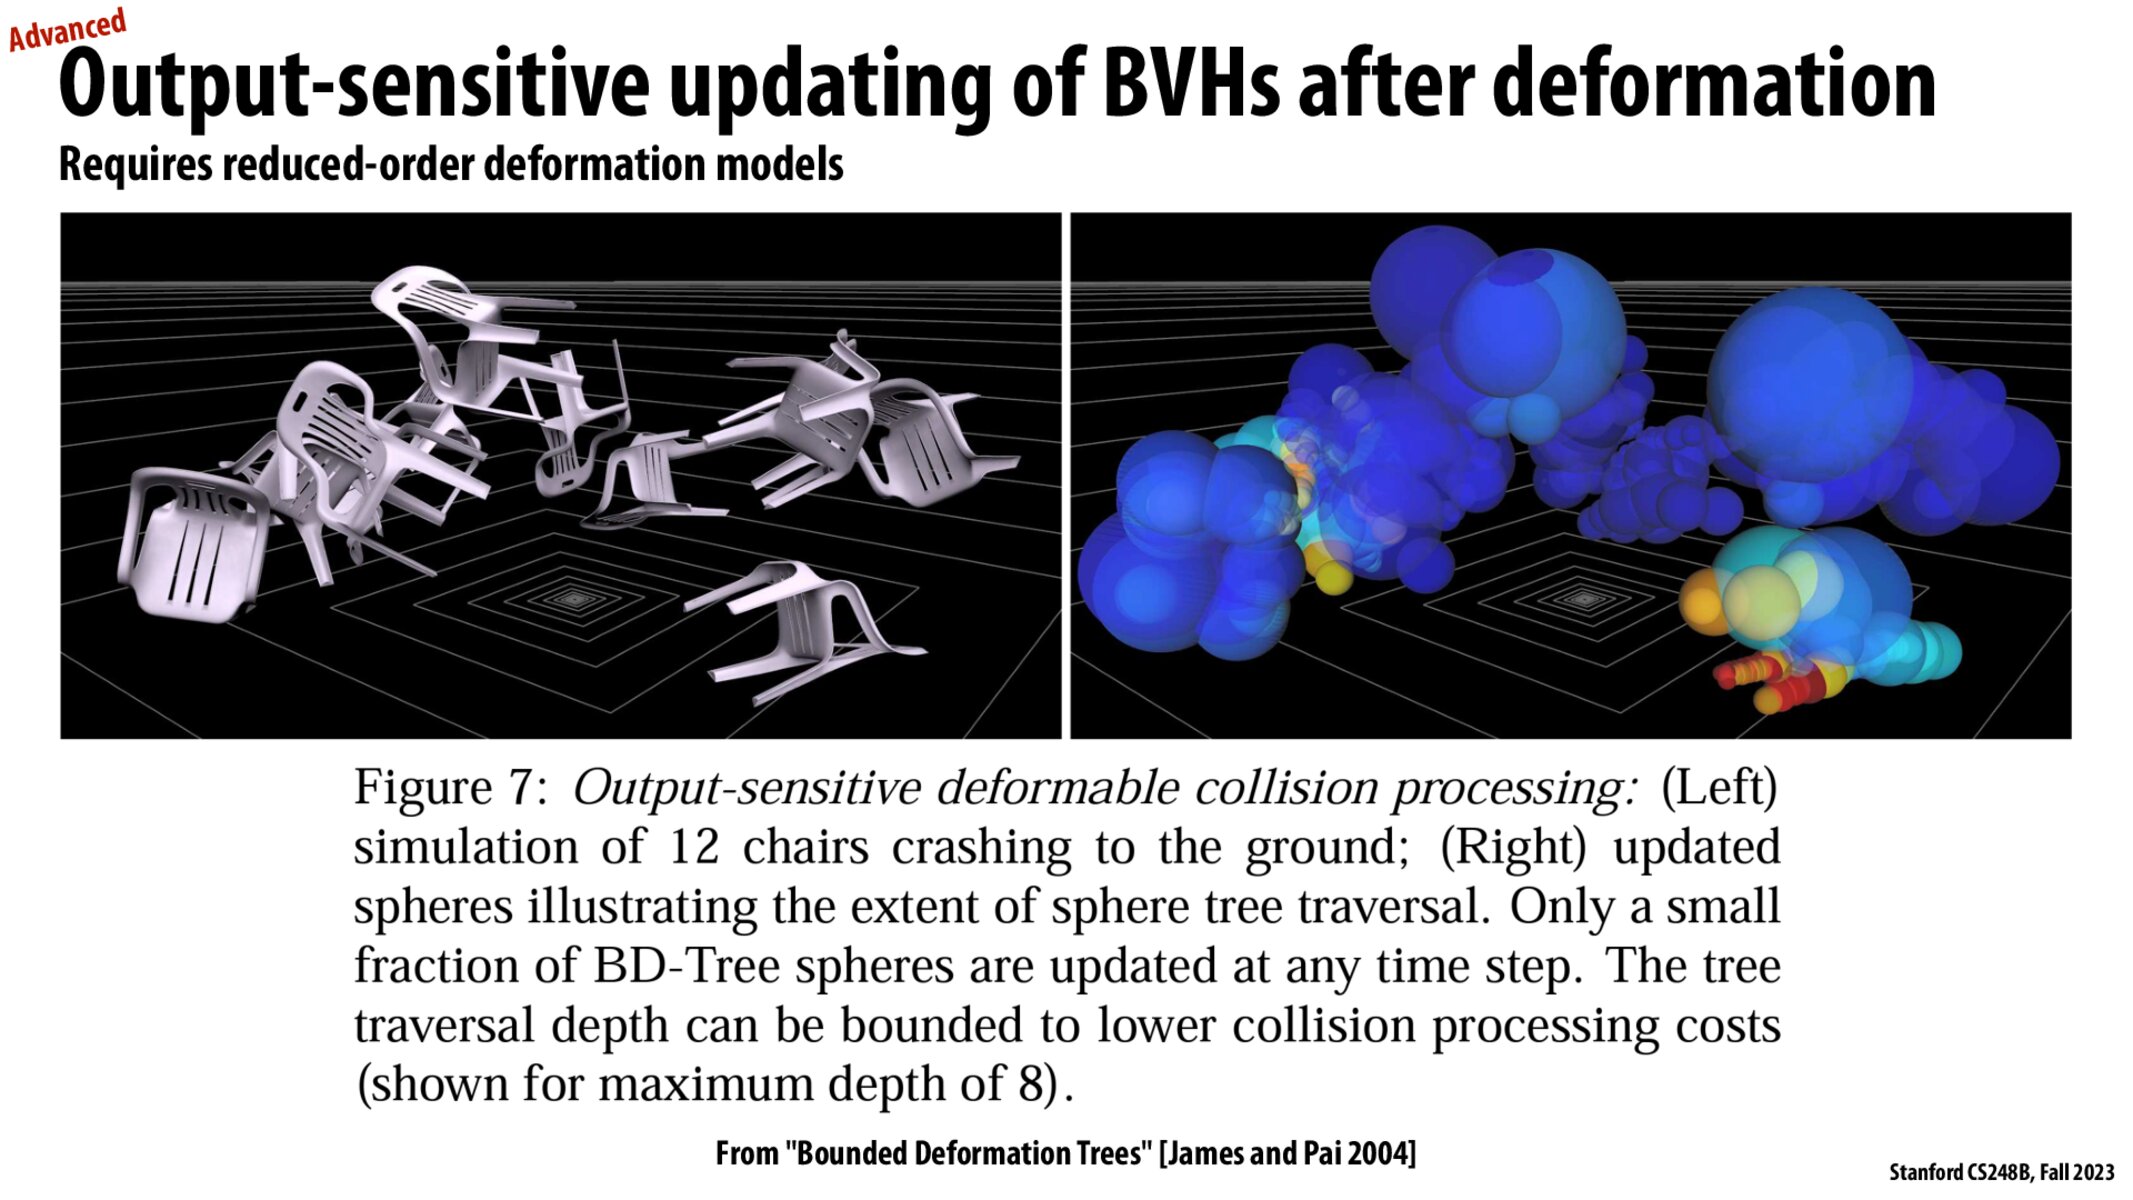 Advanced
Output-sensitive updating of BVHs after deformation
Requires reduced-order deformation models
Figure 7: Output-sensitive deformable collision processing: (Left)
simulation of 12 chairs crashing to the ground; (Right) updated
spheres illustrating the extent of sphere tree traversal. Only a small
fraction of BD-Tree spheres are updated at any time step. The tree
traversal depth can be bounded to lower collision processing costs
(shown for maximum depth of 8).
From "Bounded Deformation Trees" [James and Pai 2004]
Stanford CS248B, Fall 2023